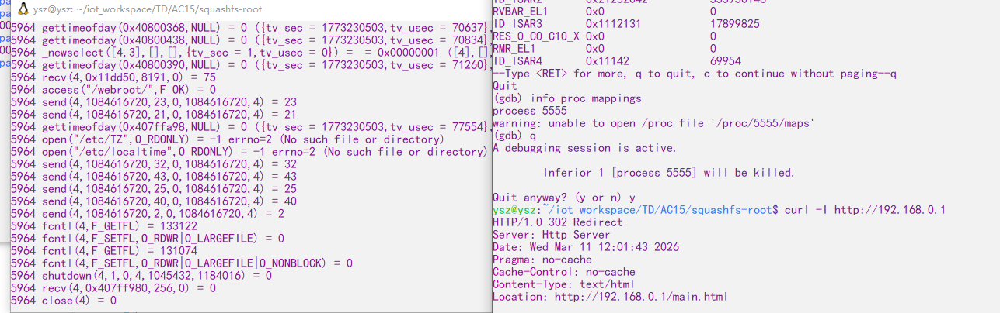 ysz@ysz: ~/iot_workspace/TD/AC15/squashfs-root
5964 gettimeofday(0x40800368,NULL) = 0 ({tv_sec = 1773230503,tv_usec = 70637},
5964 gettimeofday(0x40800438,NULL) = 0 ({tv_sec = 1773230503,tv_usec = 70834},
5964 _newselect([4,3],[],[],{tv_sec = 1,tv_usec = 0}) =  = 0x00000001 ([4],[],
5964 gettimeofday(0x40800390,NULL) = 0 ({tv_sec = 1773230503,tv_usec = 71260},
5964 recv(4,0x11dd50,8191,0) = 75
5964 access("/webroot/",F_OK) = 0
5964 send(4,1084616720,23,0,1084616720,4) = 23
5964 send(4,1084616720,21,0,1084616720,4) = 21
5964 gettimeofday(0x407ffa98,NULL) = 0 ({tv_sec = 1773230503,tv_usec = 77554},
5964 open("/etc/TZ",O_RDONLY) = -1 errno=2 (No such file or directory)
5964 open("/etc/localtime",O_RDONLY) = -1 errno=2 (No such file or directory)
5964 send(4,1084616720,32,0,1084616720,4) = 32
5964 send(4,1084616720,43,0,1084616720,4) = 43
5964 send(4,1084616720,25,0,1084616720,4) = 25
5964 send(4,1084616720,40,0,1084616720,4) = 40
5964 send(4,1084616720,2,0,1084616720,4) = 2
5964 fcntl(4,F_GETFL) = 133122
5964 fcntl(4,F_SETFL,O_RDWR|O_LARGEFILE) = 0
5964 fcntl(4,F_GETFL) = 131074
5964 fcntl(4,F_SETFL,O_RDWR|O_LARGEFILE|O_NONBLOCK) = 0
5964 shutdown(4,1,0,4,1045432,1184016) = 0
5964 recv(4,0x407ff980,256,0) = 0
5964 close(4) = 0
RVBAR_EL1 0x0 0
ID_ISAR3 0x1112131 17899825
RES_0_C0_C10_X 0x0 0
RMR_EL1 0x0 0
ID_ISAR4 0x11142 69954
--Type <RET> for more, q to quit, c to continue without paging--q
Quit
(gdb) info proc mappings
process 5555
warning: unable to open /proc file '/proc/5555/maps'
(gdb) q
A debugging session is active.
Inferior 1 [process 5555] will be killed.
Quit anyway? (y or n) y
ysz@ysz:~/iot_workspace/TD/AC15/squashfs-root$ curl -I http://192.168.0.1
HTTP/1.0 302 Redirect
Server: Http Server
Date: Wed Mar 11 12:01:43 2026
Pragma: no-cache
Cache-Control: no-cache
Content-Type: text/html
Location: http://192.168.0.1/main.html